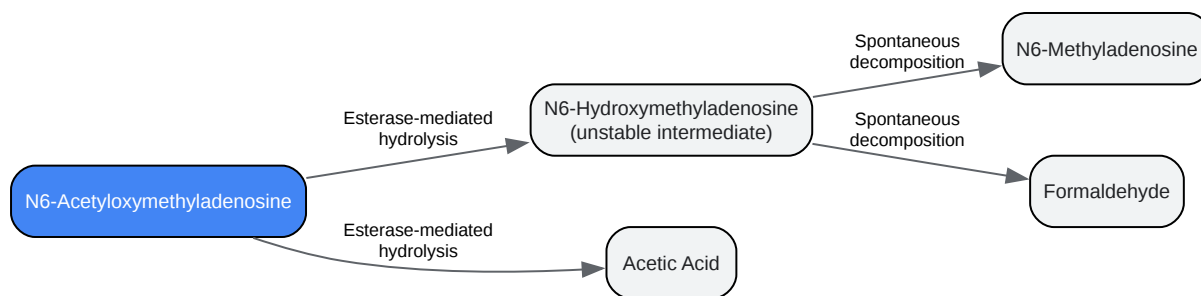 Spontaneous
decomposition
N6-Methyladenosine
N6-Hydroxymethyladenosine
(unstable intermediate)
Esterase-mediated
hydrolysis
Spontaneous
decomposition
Formaldehyde
N6-Acetyloxymethyladenosine
Esterase-mediated
hydrolysis
Acetic Acid